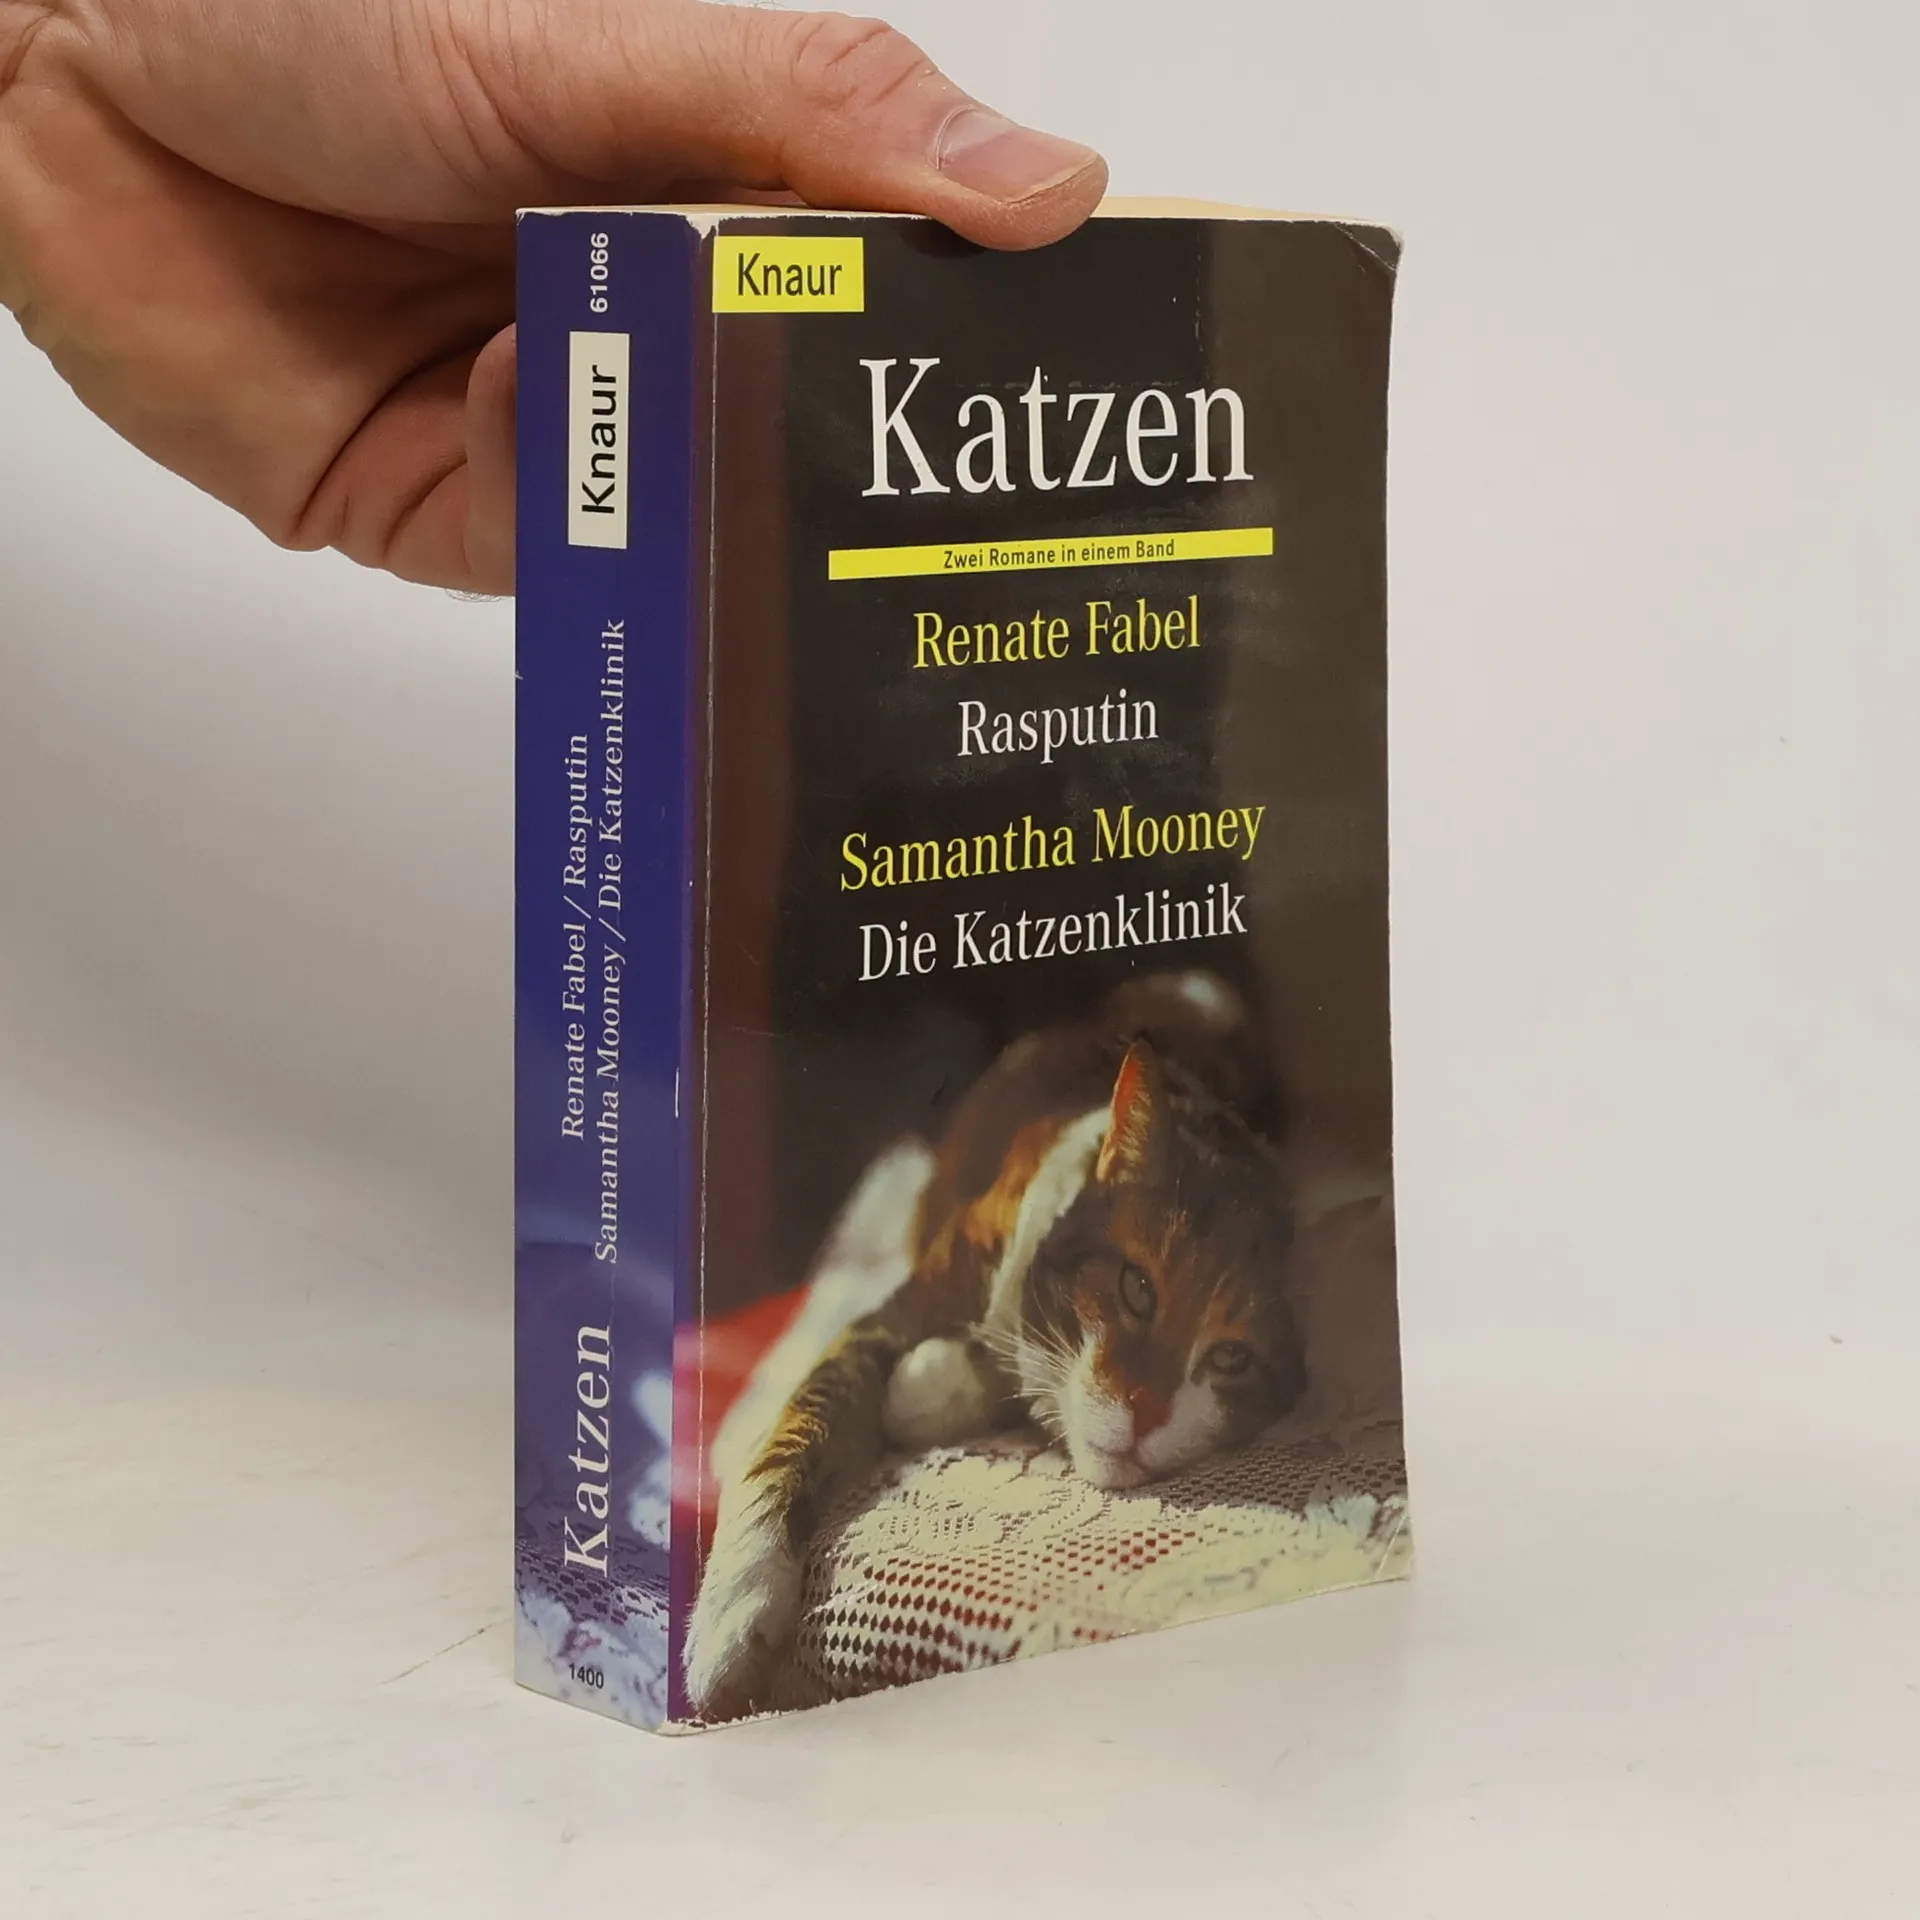 61066
Knaur
Renate Fabel / Rasputin
Samantha Mooney / Die Katzenklinik
Katzen
1400
Knaur
Katzen
Zwei Romane in einem Band
Renate Fabel
Rasputin
Samantha Mooney
Die Katzenklinik